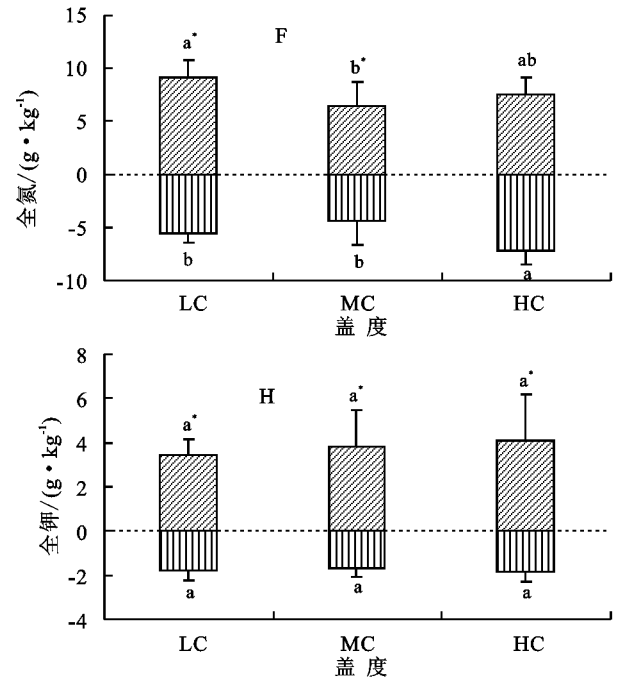 15
10
5
0
-5
-10
全氮/(g·kg⁻¹)
F
a*
b*
ab
b
b
a
LC MC HC
盖 度
8
6
4
2
0
-2
-4
全钾/(g·kg⁻¹)
H
a*
a*
a*
a
a
a
LC MC HC
盖 度